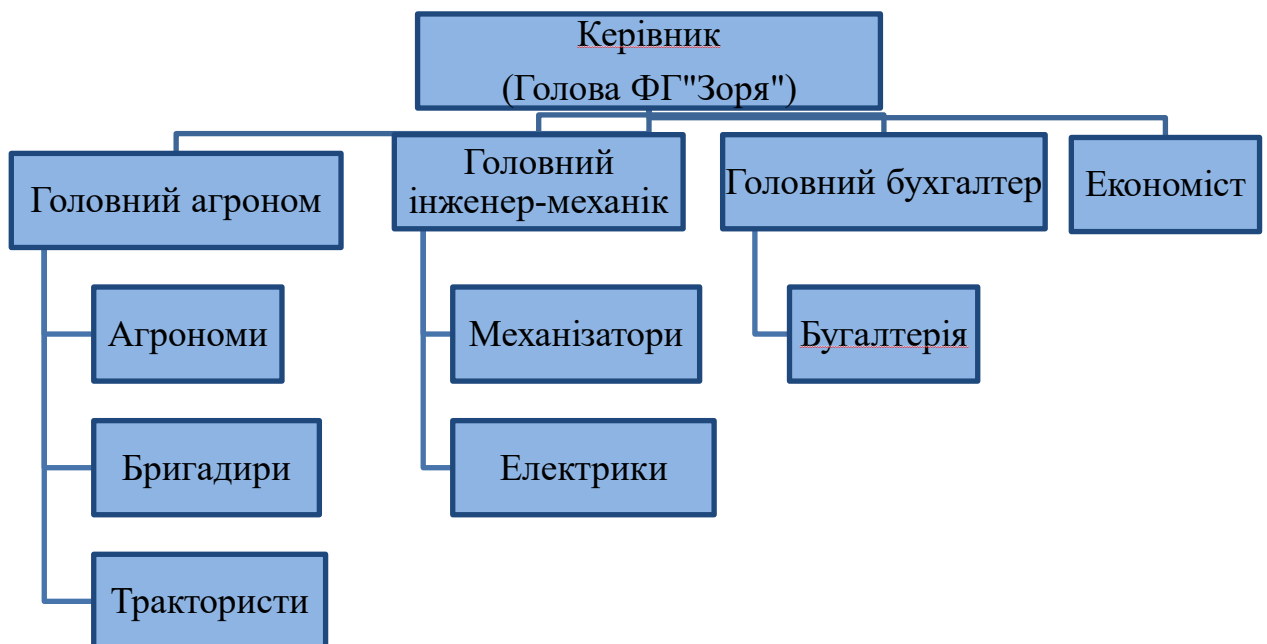 Керівник
(Голова ФГ"Зоря")
Головний агроном
Головний
інженер-механік
Головний бухгалтер
Економіст
Агрономи
Механізатори
Бугалтерія
Бригадири
Електрики
Трактористи